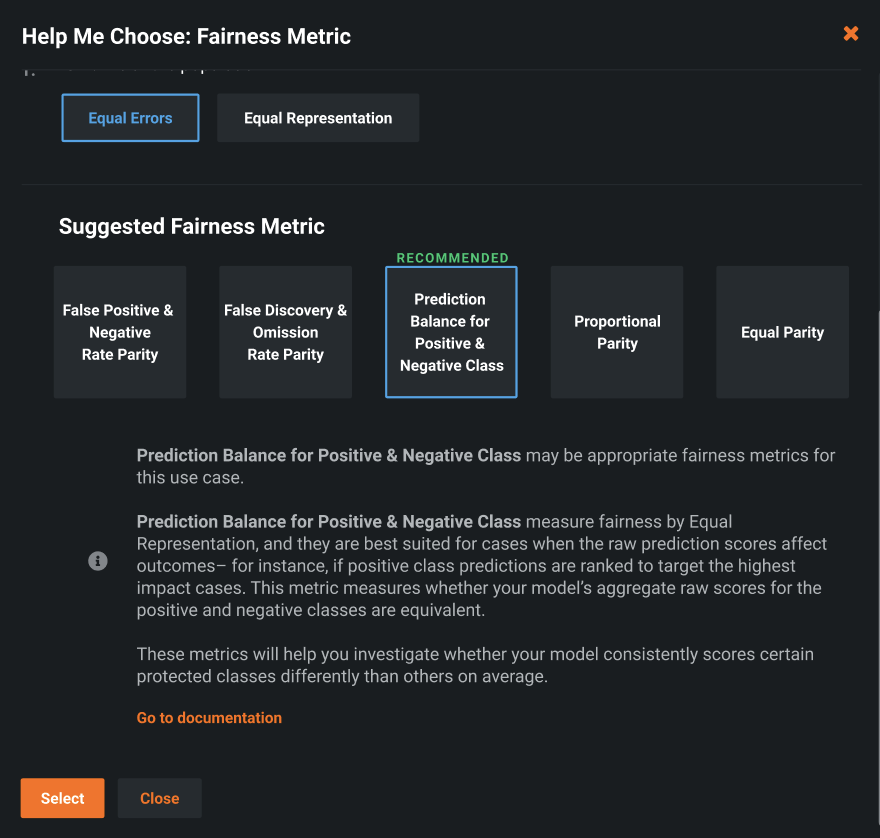 Help Me Choose: Fairness Metric
Equal Errors
Equal Representation
Suggested Fairness Metric
RECOMMENDED
False Positive &
Negative
Rate Parity
False Discovery &
Omission
Rate Parity
Prediction
Balance for
Positive &
Negative Class
Proportional
Parity
Equal Parity
Prediction Balance for Positive & Negative Class may be appropriate fairness metrics for
this use case.
Prediction Balance for Positive & Negative Class measure fairness by Equal
Representation, and they are best suited for cases when the raw prediction scores affect
outcomes– for instance, if positive class predictions are ranked to target the highest
impact cases. This metric measures whether your model’s aggregate raw scores for the
positive and negative classes are equivalent.
These metrics will help you investigate whether your model consistently scores certain
protected classes differently than others on average.
Go to documentation
Select
Close